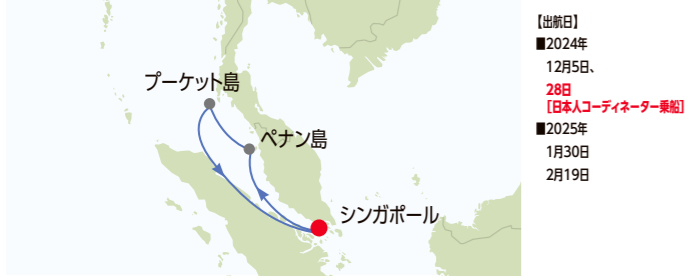 プーケット島
ペナン島
シンガポール
【出航日】
■2024年
12月5日、
28日
[日本人コーディネーター乗船]
■2025年
1月30日
2月19日